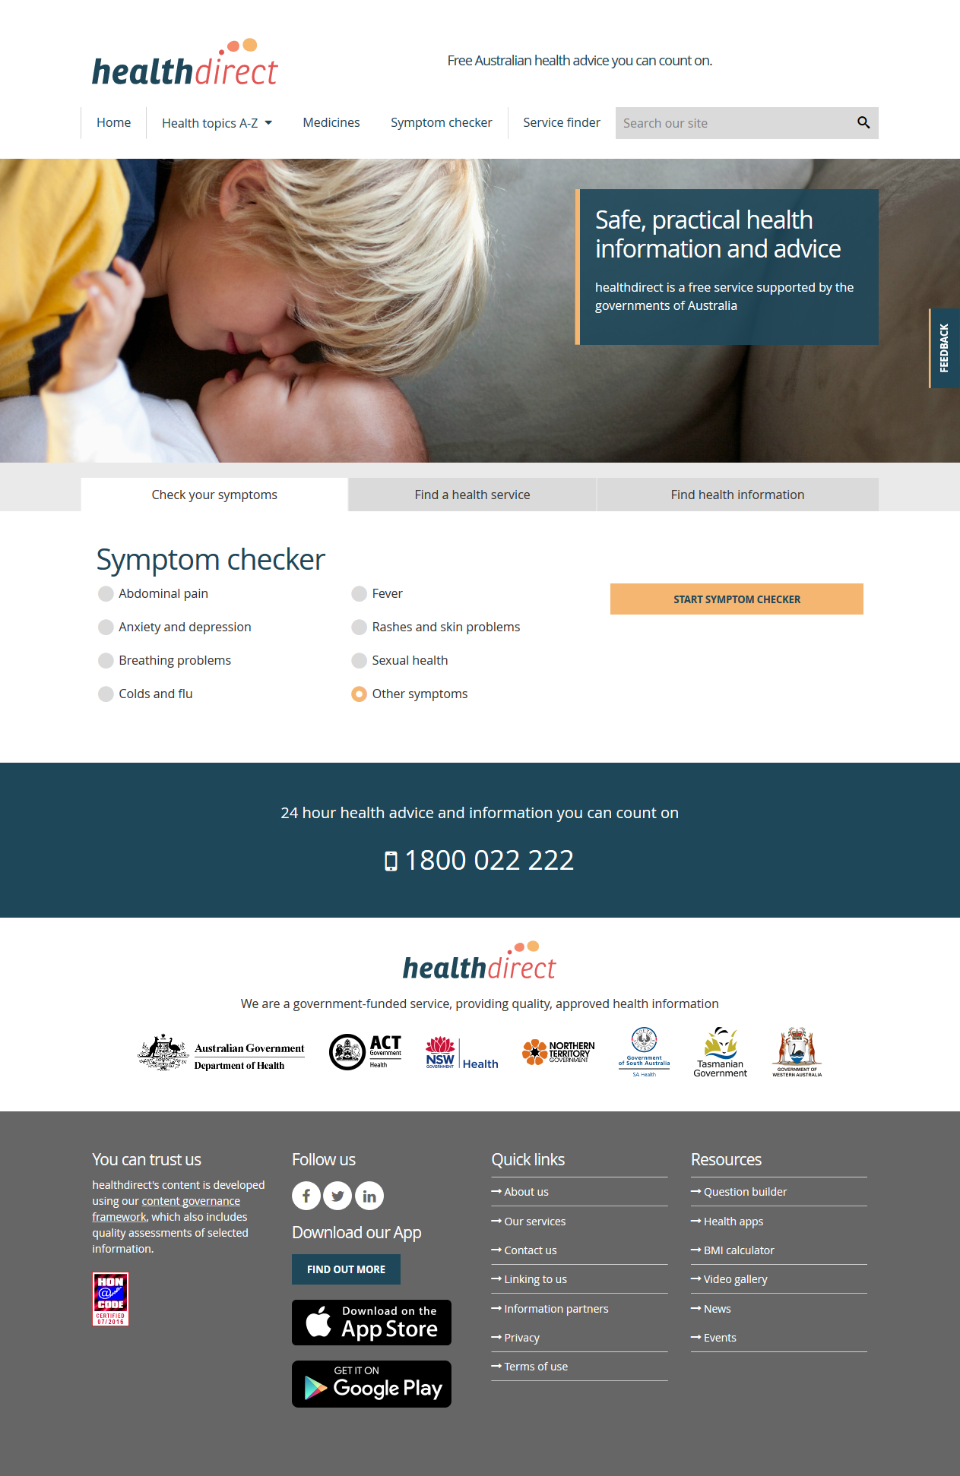 healthdirect
Free Australian health advice you can count on.
Home
Health topics A-Z
Medicines
Symptom checker
Service finder
Search our site
Safe, practical health
information and advice
healthdirect is a free service supported by the
governments of Australia
FEEDBACK
Check your symptoms
Find a health service
Find health information
Symptom checker
Abdominal pain
Fever
START SYMPTOM CHECKER
Anxiety and depression
Rashes and skin problems
Breathing problems
Sexual health
Colds and flu
Other symptoms
24 hour health advice and information you can count on
1800 022 222
healthdirect
We are a government-funded service, providing quality, approved health information
Australian Government
Department of Health
ACT
Government
Health
NSW
GOVERNMENT
Health
NORTHERN
TERRITORY
GOVERNMENT
Government
of South Australia
SA Health
Tasmanian
Government
GOVERNMENT OF
WESTERN AUSTRALIA
You can trust us
healthdirect's content is developed
using our content governance
framework, which also includes
quality assessments of selected
information.
HON
@
CODE
CERTIFIED
07/2016
Follow us
f
in
Download our App
FIND OUT MORE
Download on the
App Store
GET IT ON
Google Play
Quick links
About us
Our services
Contact us
Linking to us
Information partners
Privacy
Terms of use
Resources
Question builder
Health apps
BMI calculator
Video gallery
News
Events